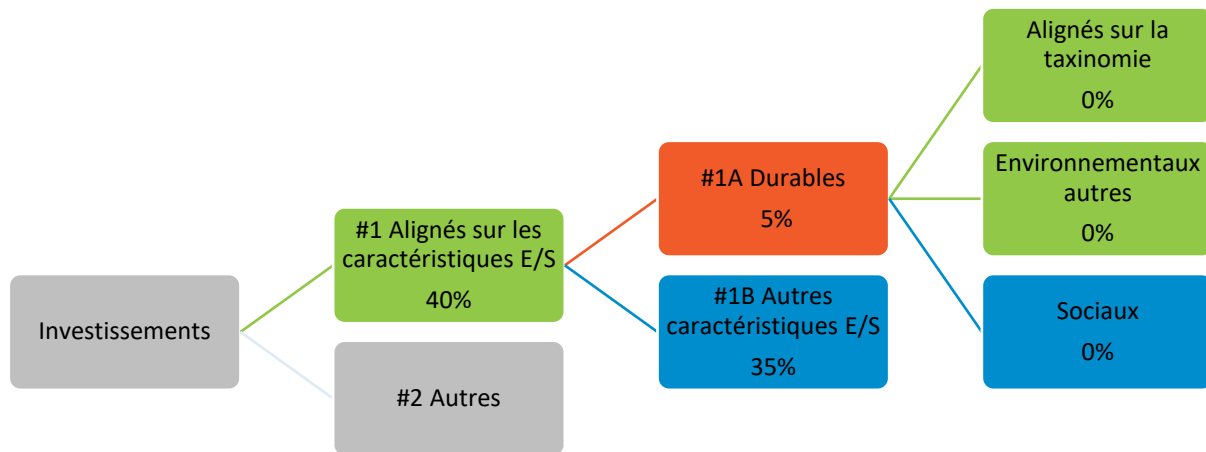 Investissements
#1 Alignés sur les
caractéristiques E/S
40%
#2 Autres
#1A Durables
5%
#1B Autres
caractéristiques E/S
35%
Alignés sur la
taxinomie
0%
Environnementaux
autres
0%
Sociaux
0%